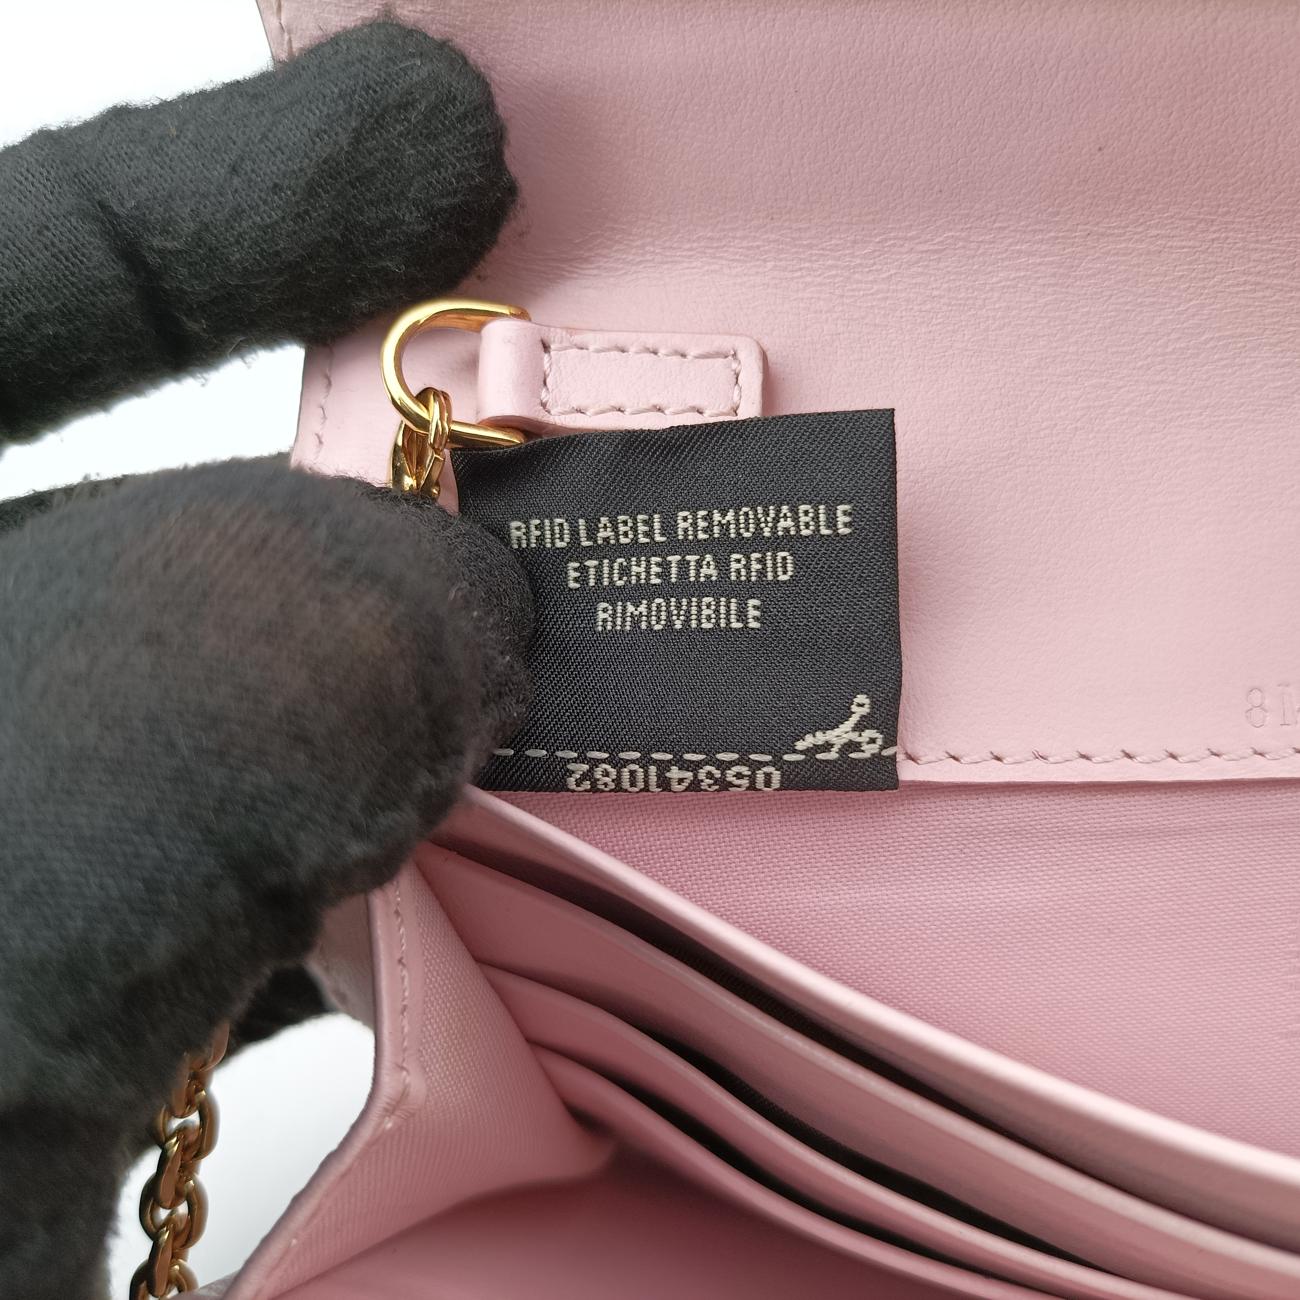 RFID LABEL REMOVABLE
ETICHETTA RFID
RIMOVIBILE
05341082